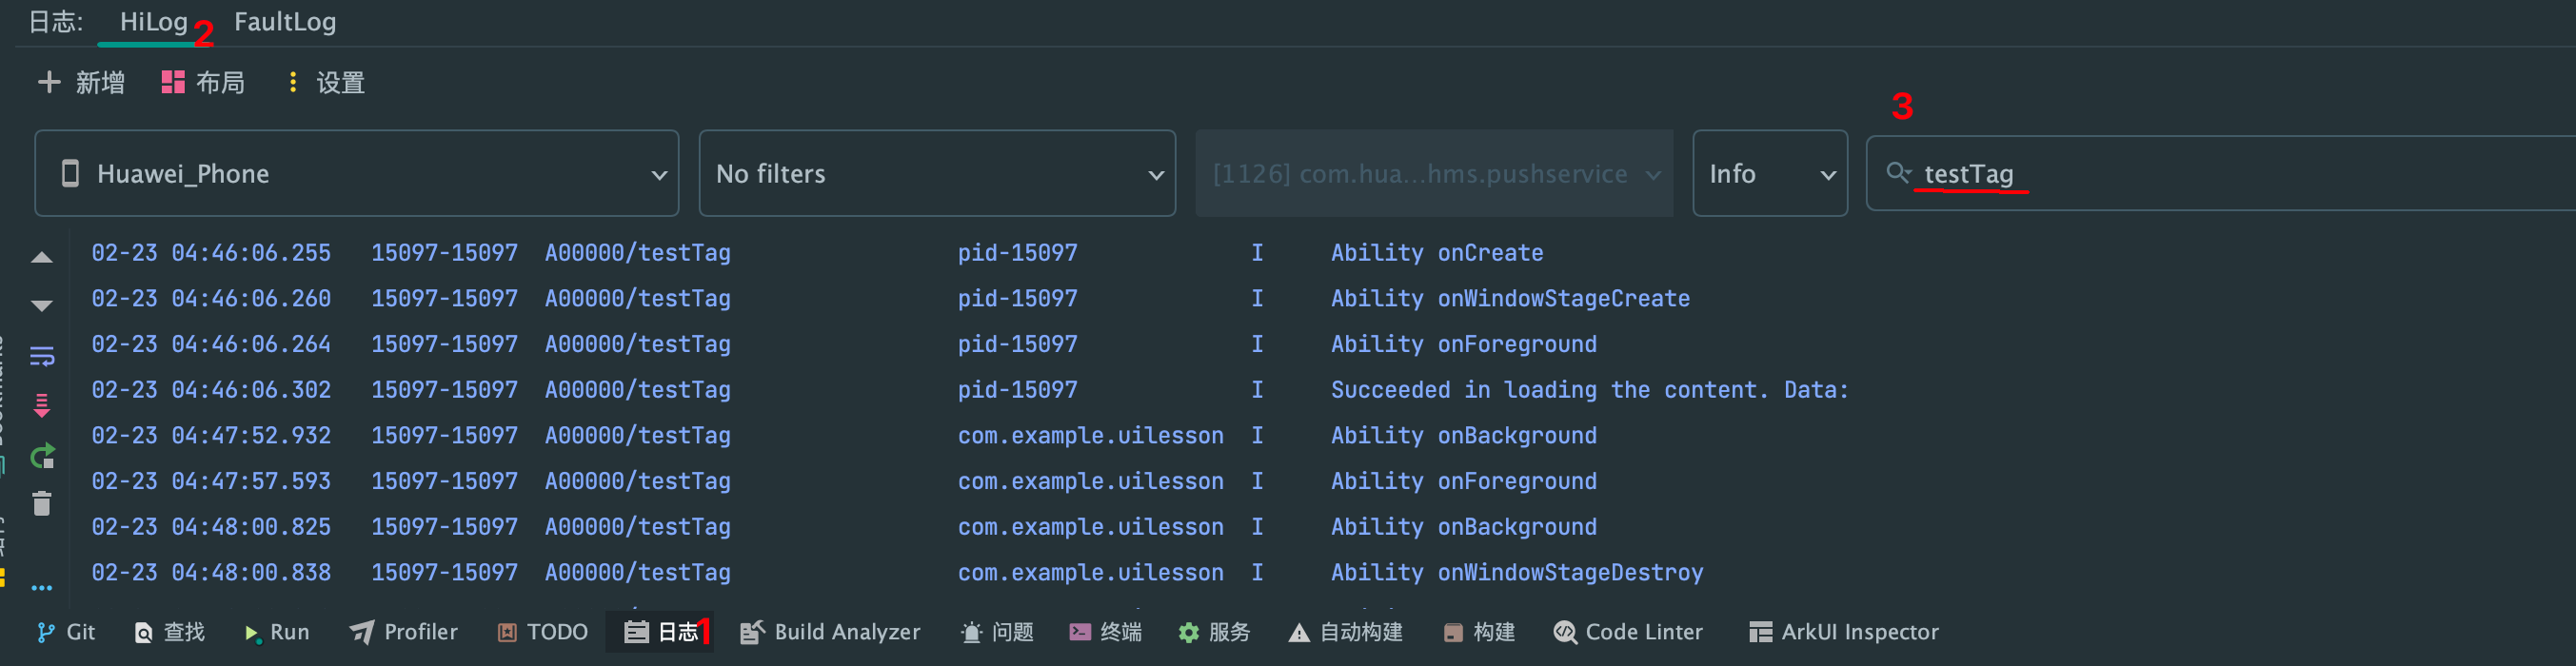 日志: HiLog 2 FaultLog
新增 布局 设置
3
Huawei_Phone No filters [1126] com.hua...hms.pushservice Info testTag
02-23 04:46:06.255 15097-15097 A00000/testTag pid-15097 I Ability onCreate
02-23 04:46:06.260 15097-15097 A00000/testTag pid-15097 I Ability onWindowStageCreate
02-23 04:46:06.264 15097-15097 A00000/testTag pid-15097 I Ability onForeground
02-23 04:46:06.302 15097-15097 A00000/testTag pid-15097 I Succeeded in loading the content. Data:
02-23 04:47:52.932 15097-15097 A00000/testTag com.example.uilesson I Ability onBackground
02-23 04:47:57.593 15097-15097 A00000/testTag com.example.uilesson I Ability onForeground
02-23 04:48:00.825 15097-15097 A00000/testTag com.example.uilesson I Ability onBackground
02-23 04:48:00.838 15097-15097 A00000/testTag com.example.uilesson I Ability onWindowStageDestroy
Git 查找 Run Profiler TODO 日志 1 Build Analyzer 问题 终端 服务 自动构建 构建 Code Linter ArkUI Inspector